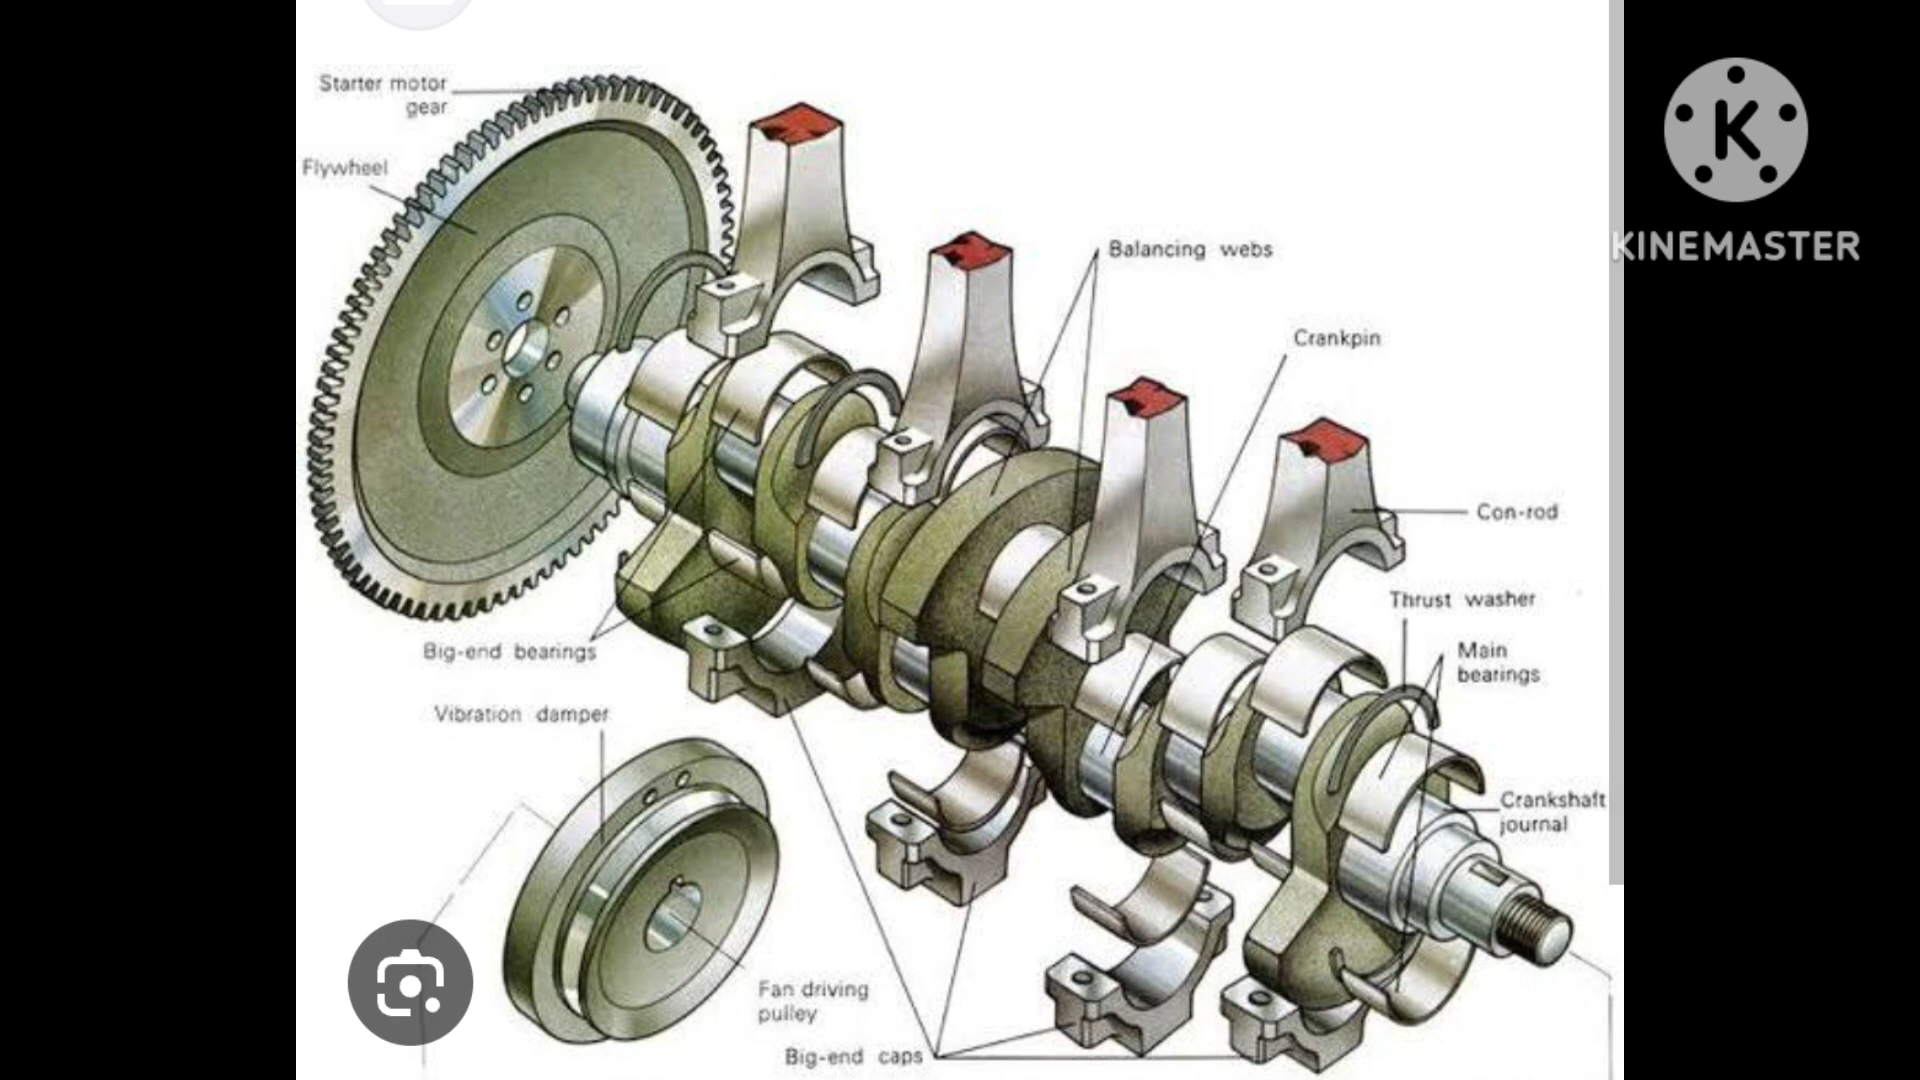 Starter motor
gear
Flywheel
Balancing webs
Crankpin
Con-rod
Thrust washer
Main
bearings
Big-end bearings
Vibration damper
Crankshaft
journal
Fan driving
pulley
Big-end caps
K
KINEMASTER